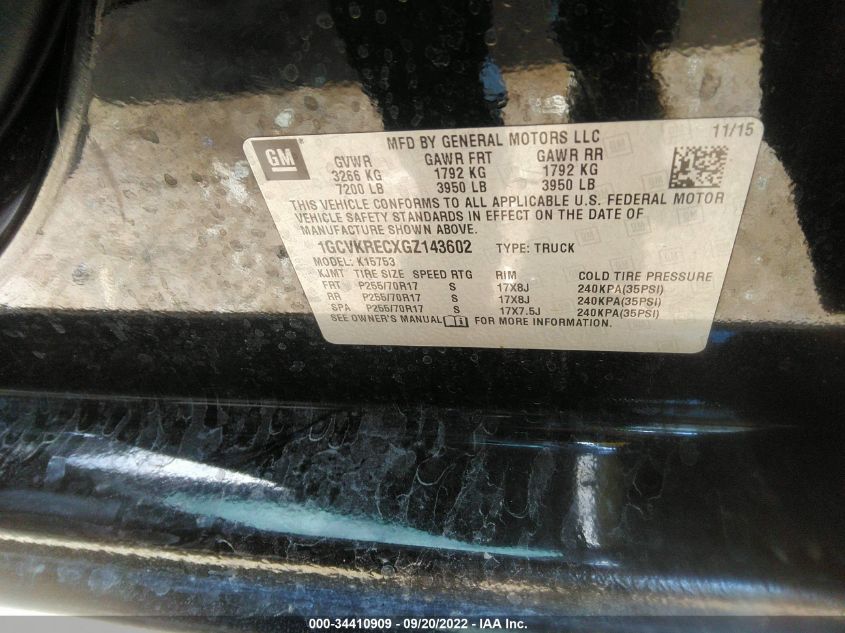 GM
MFD BY GENERAL MOTORS LLC
11/15
GVWR GAWR FRT GAWR RR
3266 KG 1792 KG 1792 KG
7200 LB 3950 LB 3950 LB
THIS VEHICLE CONFORMS TO ALL APPLICABLE U.S. FEDERAL MOTOR
VEHICLE SAFETY STANDARDS IN EFFECT ON THE DATE OF
MANUFACTURE SHOWN ABOVE.
1GCVKRECXGZ143602 TYPE: TRUCK
MODEL: K15753
KJMT TIRE SIZE SPEED RTG RIM COLD TIRE PRESSURE
FRT P255/70R17 S 17X8J 240KPA(35PSI)
RR P255/70R17 S 17X8J 240KPA(35PSI)
SPA P255/70R17 S 17X7.5J 240KPA(35PSI)
SEE OWNER'S MANUAL FOR MORE INFORMATION.
000-34410909 - 09/20/2022 - IAA Inc.